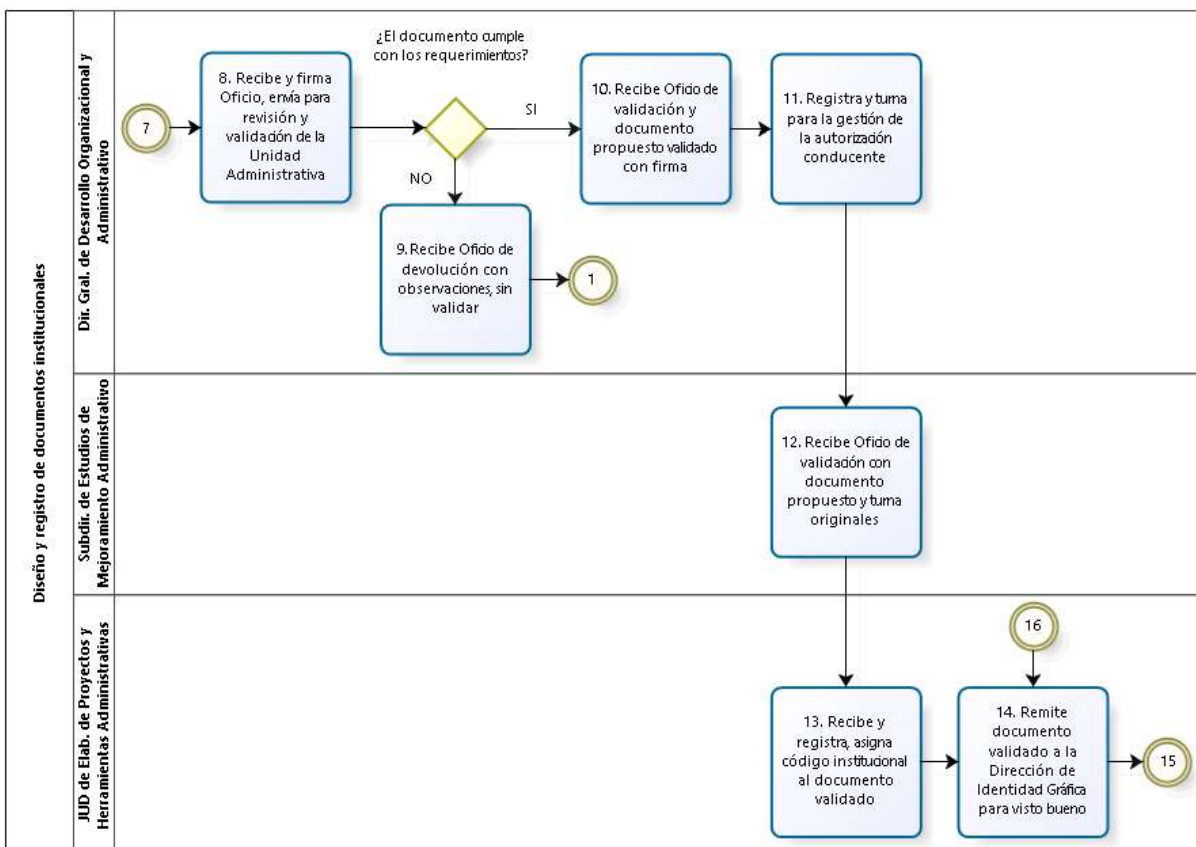 Diseño y registro de documentos institucionales
Dir. Gral. de Desarrollo Organizacional y
Administrativo
7
8. Recibe y firma
Oficio, envía para
revisión y
validación de la
Unidad
Administrativa
¿El documento cumple
con los requerimientos?
SI
NO
10. Recibe Oficio de
validación y
documento
propuesto validado
con firma
11. Registra y turna
para la gestión de
la autorización
conducente
9. Recibe Oficio de
devolución con
observaciones, sin
validar
1
Subdir. de Estudios de
Mejoramiento Administrativo
12. Recibe Oficio de
validación con
documento
propuesto y turna
originales
JUD de Elab. de Proyectos y
Herramientas Administrativas
16
13. Recibe y
registra, asigna
código institucional
al documento
validado
14. Remite
documento
validado a la
Dirección de
Identidad Gráfica
para visto bueno
15